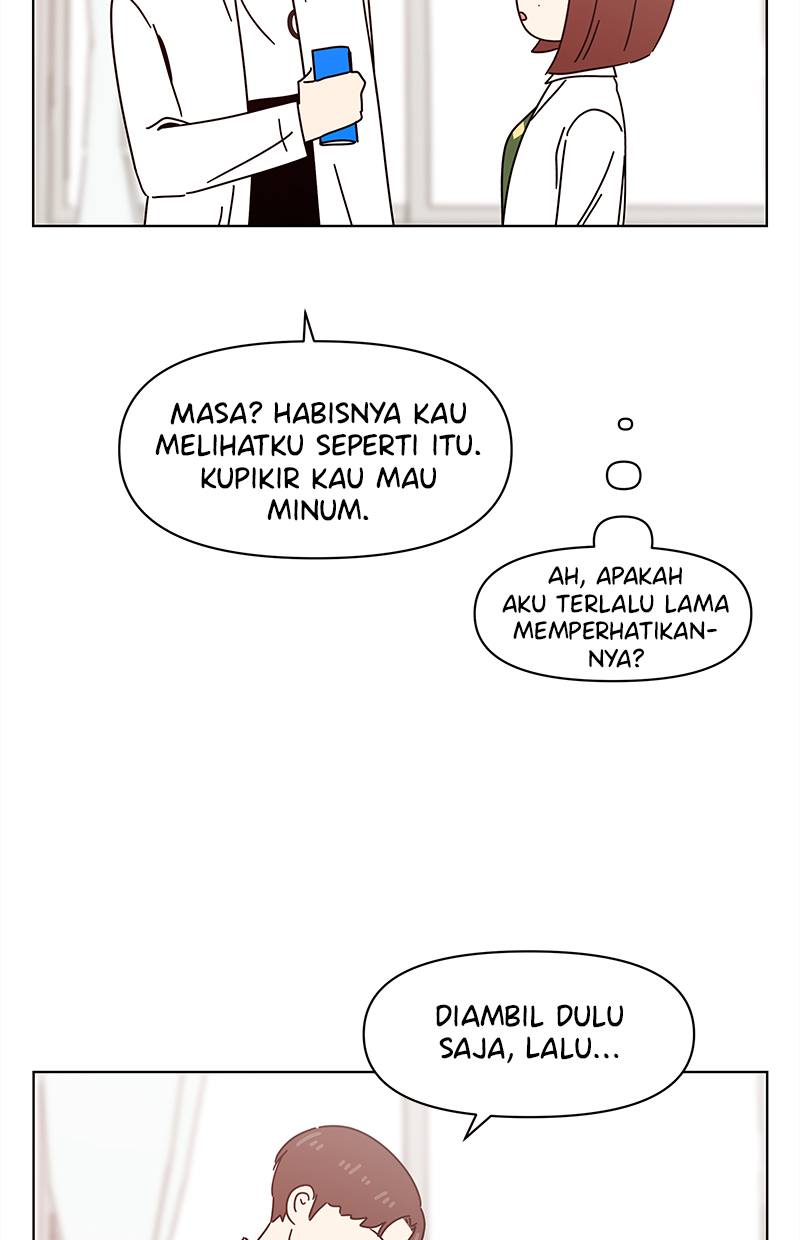 MASA? HABISNYA KAU
MELIHATKU SEPERTI ITU.
KUPIKIR KAU MAU
MINUM.
AH, APAKAH
AKU TERLALU LAMA
MEMPERHATIKAN-
NYA?
DIAMBIL DULU
SAJA, LALU...